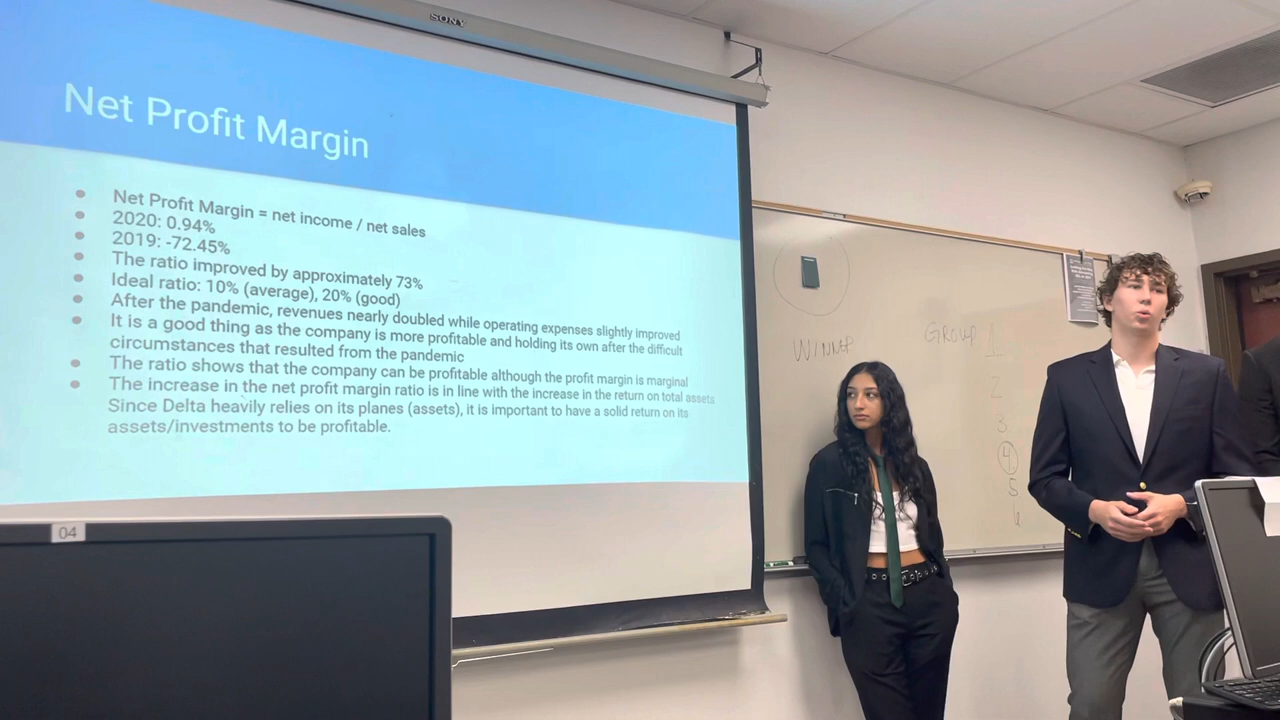 SONY
Net Profit Margin
Net Profit Margin = net income / net sales
2020: 0.94%
2019: -72.45%
The ratio improved by approximately 73%
Ideal ratio: 10% (average), 20% (good)
After the pandemic, revenues nearly doubled while operating expenses slightly improved
It is a good thing as the company is more profitable and holding its own after the difficult
circumstances that resulted from the pandemic
The ratio shows that the company can be profitable although the profit margin is marginal
The increase in the net profit margin ratio is in line with the increase in the return on total assets
Since Delta heavily relies on its planes (assets), it is important to have a solid return on its
assets/investments to be profitable.
GROUP 1
2
3
4
5
6
04